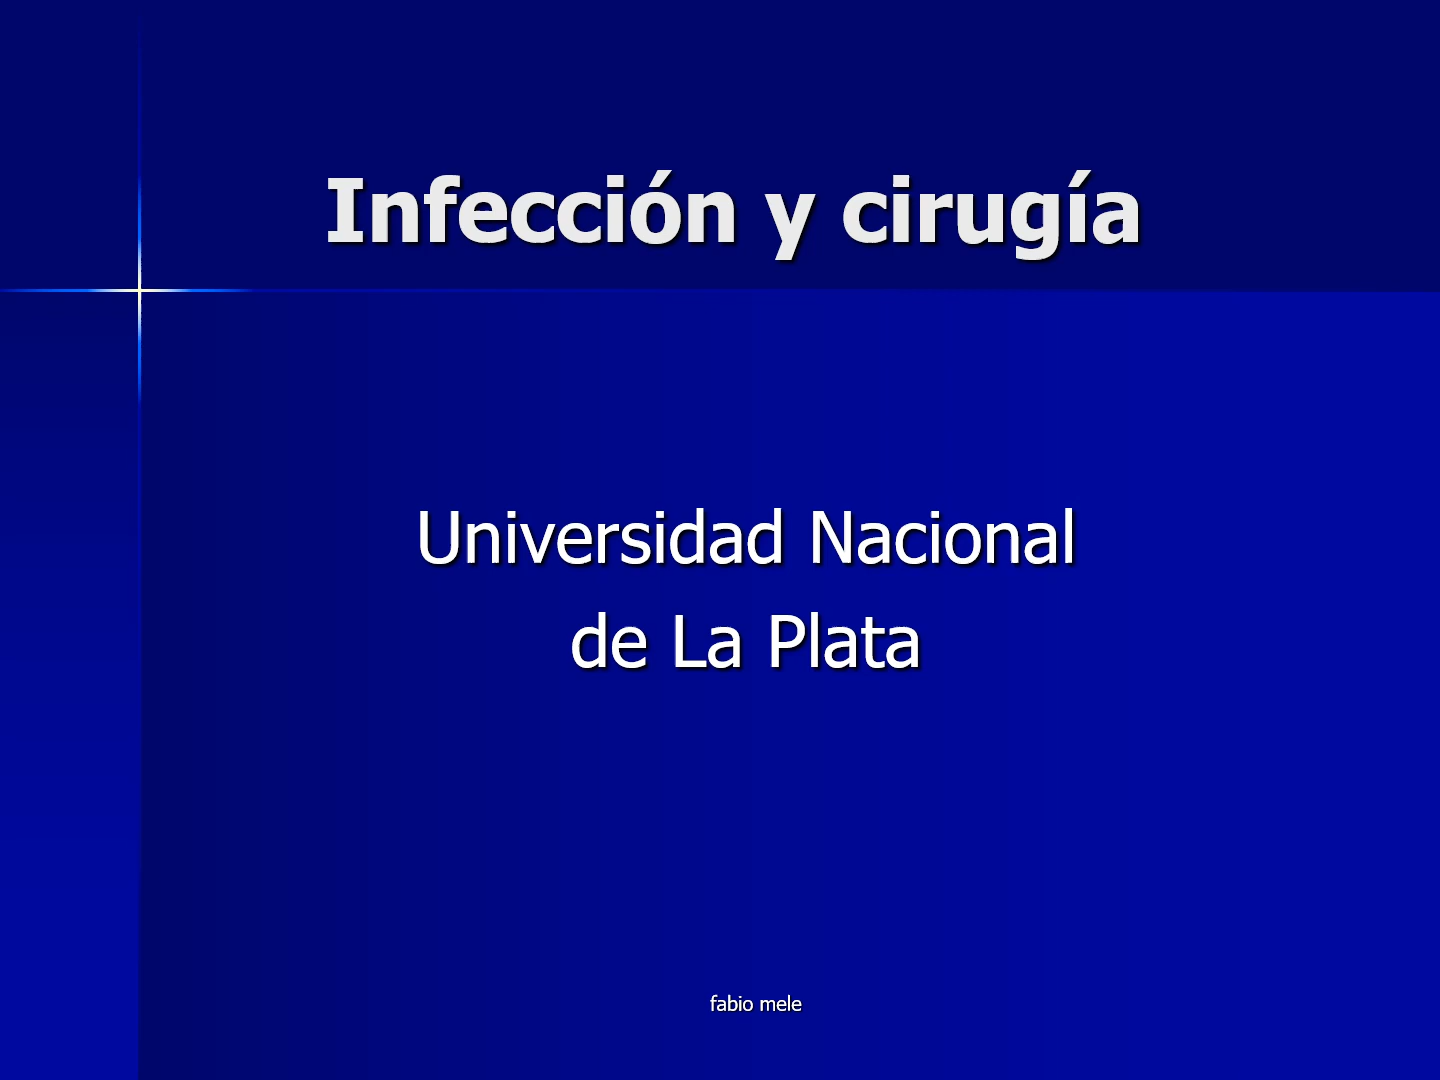 Infección y cirugía
Universidad Nacional
de La Plata
fabio mele